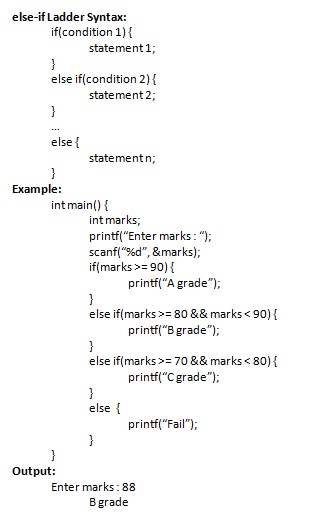 else-if Ladder Syntax:
if(condition 1) {
statement 1;
}
else if(condition 2) {
statement 2;
}
...
else {
statement n;
}
Example:
int main() {
int marks;
printf(“Enter marks : “);
scanf(“%d”, &marks);
if(marks >= 90) {
printf(“A grade”);
}
else if(marks >= 80 && marks < 90) {
printf(“B grade”);
}
else if(marks >= 70 && marks < 80) {
printf(“C grade”);
}
else {
printf(“Fail”);
}
}
Output:
Enter marks : 88
B grade